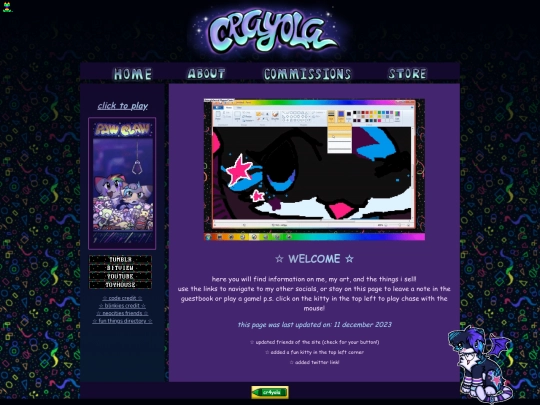 CRAYOLA
HOME
ABOUT
COMMISSIONS
STORE
click to play
PAW CLAW
TUMBLR
BITVIEW
YOUTUBE
TOYHOUSE
☆ code credit ☆
☆ blinkies credit ☆
☆ neocities friends ☆
☆ fun things directory ☆
☆ WELCOME ☆
here you will find information on me, my art, and the things i sell!
use the links to navigate to my other socials, or stay on this page to leave a note in the
guestbook or play a game! p.s. click on the kitty in the top left to play chase with the
mouse!
this page was last updated on: 11 december 2023
☆ updated friends of the site (check for your button!)
☆ added a fun kitty in the top left corner
☆ added twitter link!
cr4yola